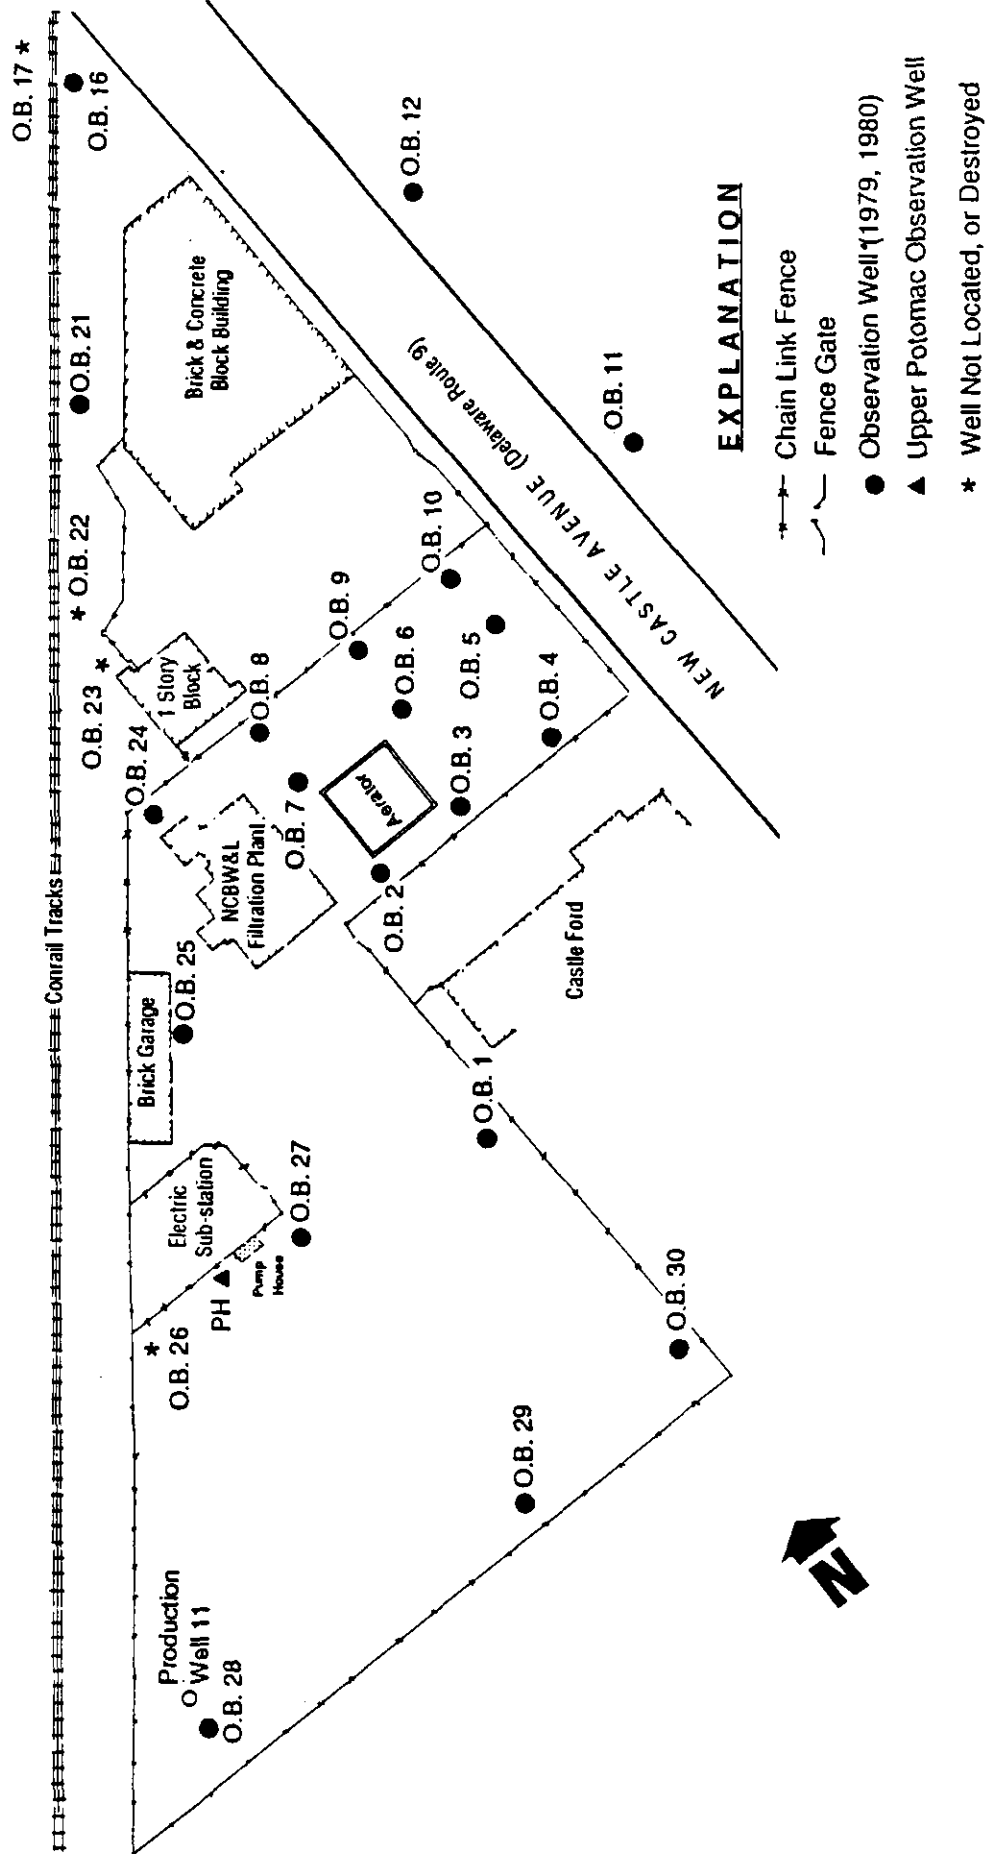 O.B. 17 *
O.B. 16
O.B. 12
O.B. 21
Brick & Concrete
Block Building
O.B. 11
NEW CASTLE AVENUE (Delaware Route 9)
* O.B. 22
O.B. 23 *
1 Story
Block
O.B. 24
O.B. 8
O.B. 9
O.B. 10
O.B. 6
O.B. 5
O.B. 4
O.B. 3
O.B. 7
Aerator
O.B. 2
NCBW&L
Filtration Plant
Conrail Tracks
O.B. 25
Brick Garage
Castle Ford
O.B. 1
Electric
Sub-station
O.B. 27
Pump
House
PH
*
O.B. 26
O.B. 30
O.B. 29
Production
Well 11
O.B. 28
N
EXPLANATION
Chain Link Fence
Fence Gate
Observation Well (1979, 1980)
Upper Potomac Observation Well
* Well Not Located, or Destroyed